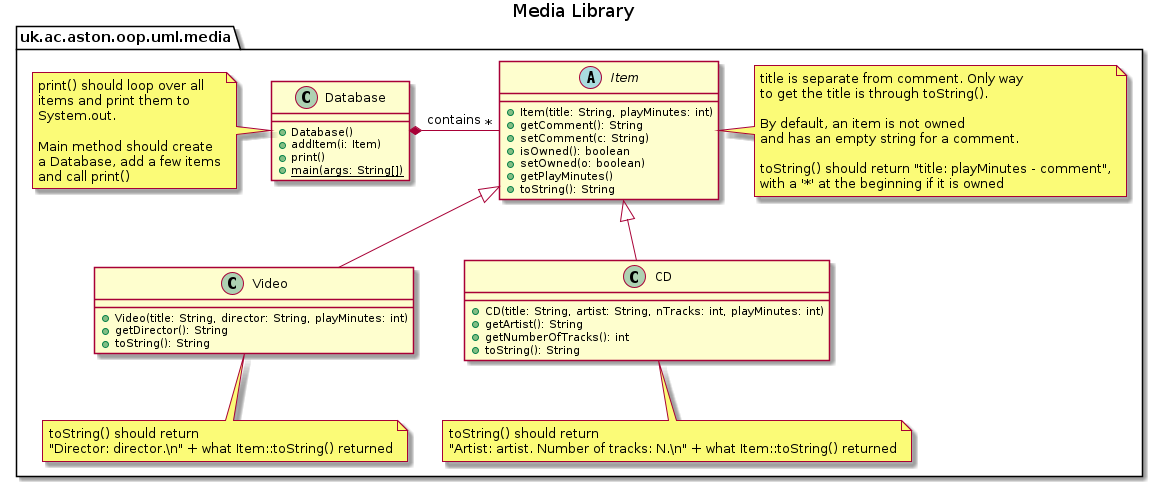 Media Library
uk.ac.aston.oop.uml.media
print() should loop over all
items and print them to
System.out.
Main method should create
a Database, add a few items
and call print()
C Database
Database()
addItem(i: Item)
print()
main(args: String[])
contains *
A Item
Item(title: String, playMinutes: int)
getComment(): String
setComment(c: String)
isOwned(): boolean
setOwned(o: boolean)
getPlayMinutes()
toString(): String
title is separate from comment. Only way
to get the title is through toString().
By default, an item is not owned
and has an empty string for a comment.
toString() should return "title: playMinutes - comment",
with a '*' at the beginning if it is owned
C Video
Video(title: String, director: String, playMinutes: int)
getDirector(): String
toString(): String
C CD
CD(title: String, artist: String, nTracks: int, playMinutes: int)
getArtist(): String
getNumberOfTracks(): int
toString(): String
toString() should return
"Director: director.\n" + what Item::toString() returned
toString() should return
"Artist: artist. Number of tracks: N.\n" + what Item::toString() returned